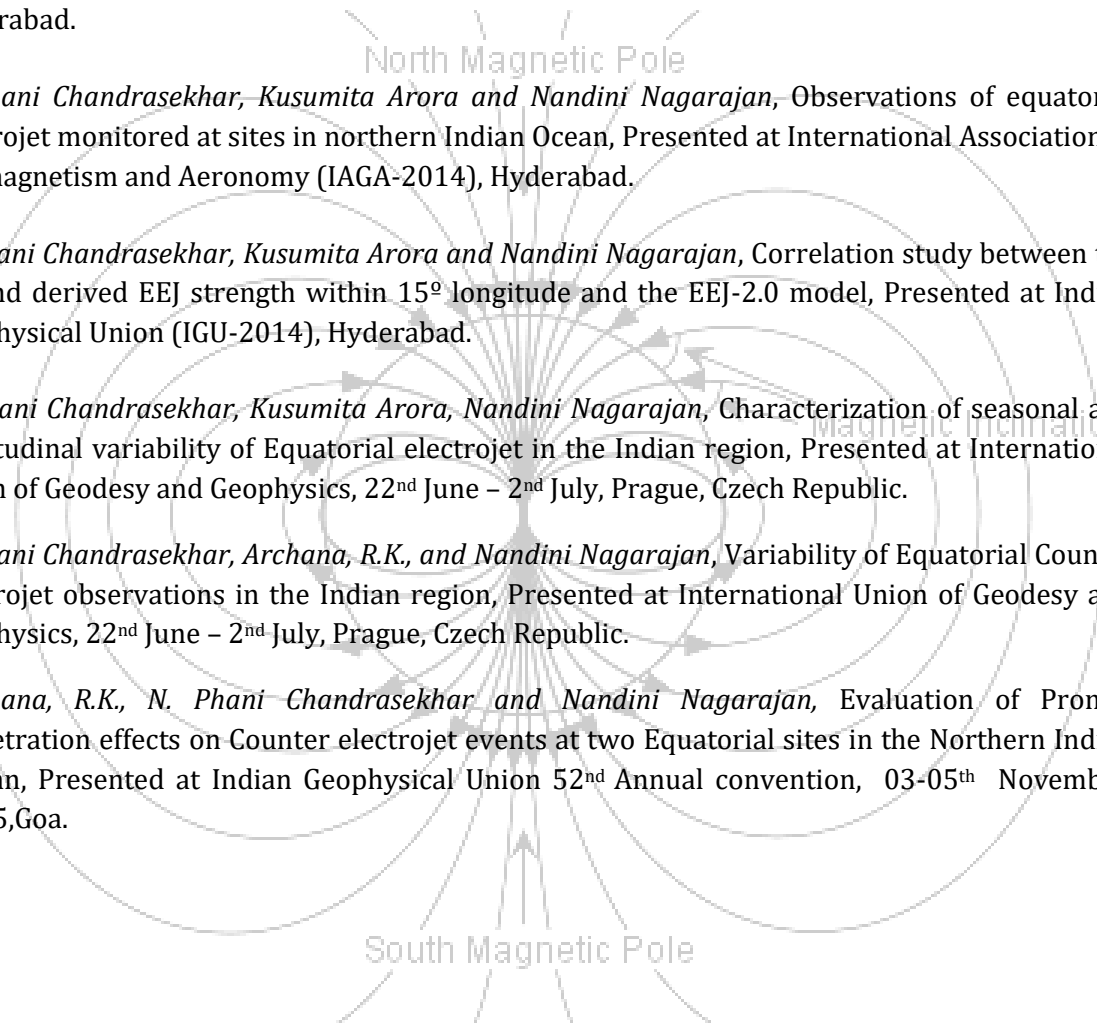 rabad.
North Magnetic Pole
ani Chandrasekhar, Kusumita Arora and Nandini Nagarajan, Observations of equator
rojet monitored at sites in northern Indian Ocean, Presented at International Association
nagnetism and Aeronomy (IAGA-2014), Hyderabad.
ani Chandrasekhar, Kusumita Arora and Nandini Nagarajan, Correlation study between t
nd derived EEJ strength within 15º longitude and the EEJ-2.0 model, Presented at Ind
hysical Union (IGU-2014), Hyderabad.
ani Chandrasekhar, Kusumita Arora, Nandini Nagarajan, Characterization of seasonal a
Magnetic Inclinatio
tudinal variability of Equatorial electrojet in the Indian region, Presented at Internatio
n of Geodesy and Geophysics, 22nd June – 2nd July, Prague, Czech Republic.
ani Chandrasekhar, Archana, R.K., and Nandini Nagarajan, Variability of Equatorial Coun
rojet observations in the Indian region, Presented at International Union of Geodesy a
hysics, 22nd June – 2nd July, Prague, Czech Republic.
ana, R.K., N. Phani Chandrasekhar and Nandini Nagarajan, Evaluation of Prom
etration effects on Counter electrojet events at two Equatorial sites in the Northern Ind
an, Presented at Indian Geophysical Union 52nd Annual convention, 03-05th Novemb
5,Goa.
South Magnetic Pole